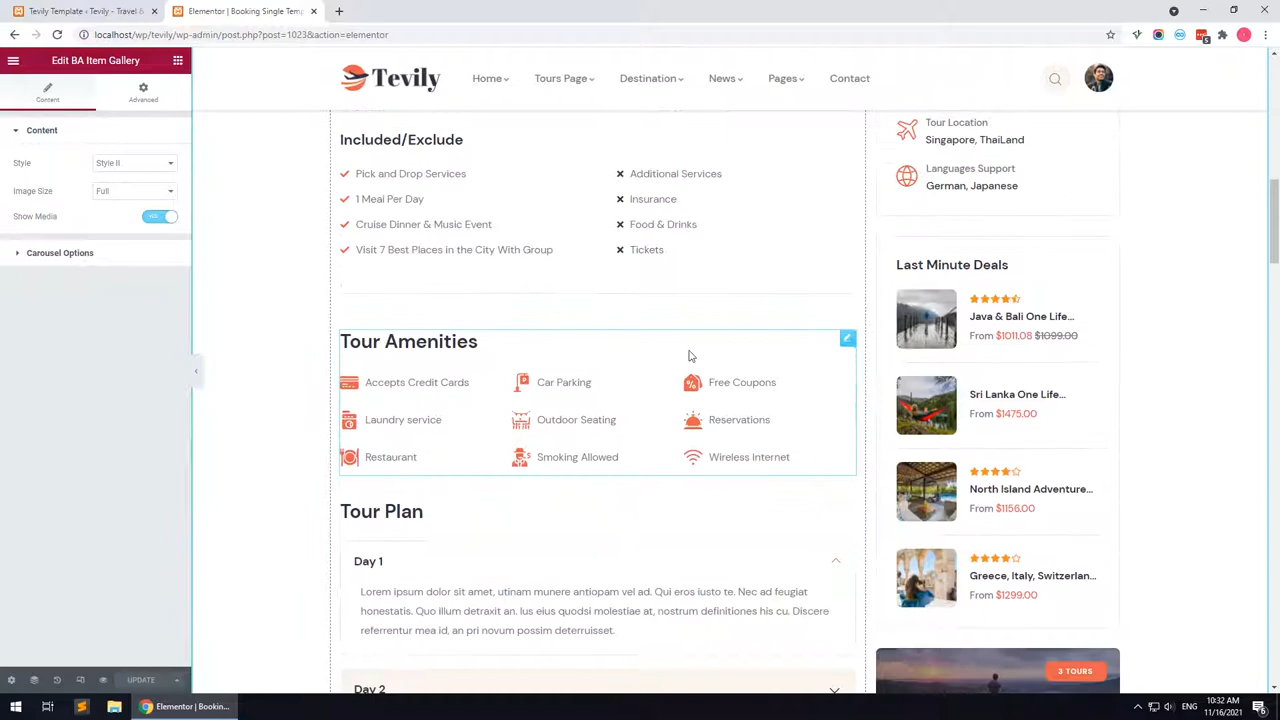 Tevily Template ‹ Tevily - Travel &
Elementor | Booking Single Temp
localhost/wp/tevily/wp-admin/post.php?post=1023&action=elementor
5
Edit BA Item Gallery
Content
Advanced
Content
Style
Style II
Image Size
Full
Show Media
YES
Carousel Options
UPDATE
Tevily
Home
Tours Page
Destination
News
Pages
Contact
Included/Exclude
Pick and Drop Services
Additional Services
1 Meal Per Day
Insurance
Cruise Dinner & Music Event
Food & Drinks
Visit 7 Best Places in the City With Group
Tickets
Tour Amenities
Accepts Credit Cards
Car Parking
Free Coupons
Laundry service
Outdoor Seating
Reservations
Restaurant
Smoking Allowed
Wireless Internet
Tour Plan
Day 1
Lorem ipsum dolor sit amet, utinam munere antiopam vel ad. Qui eros iusto te. Nec ad feugiat
honestatis. Quo illum detraxit an. Ius eius quodsi molestiae at, nostrum definitiones his cu. Discere
referrentur mea id, an pri novum possim deterruisset.
Day 2
Tour Location
Singapore, ThaiLand
Languages Support
German, Japanese
Last Minute Deals
Java & Bali One Life...
From $1011.08 $1099.00
Sri Lanka One Life...
From $1475.00
North Island Adventure...
From $1156.00
Greece, Italy, Switzerlan...
From $1299.00
3 TOURS
Elementor | Bookin...
ENG
10:32 AM
11/16/2021
6